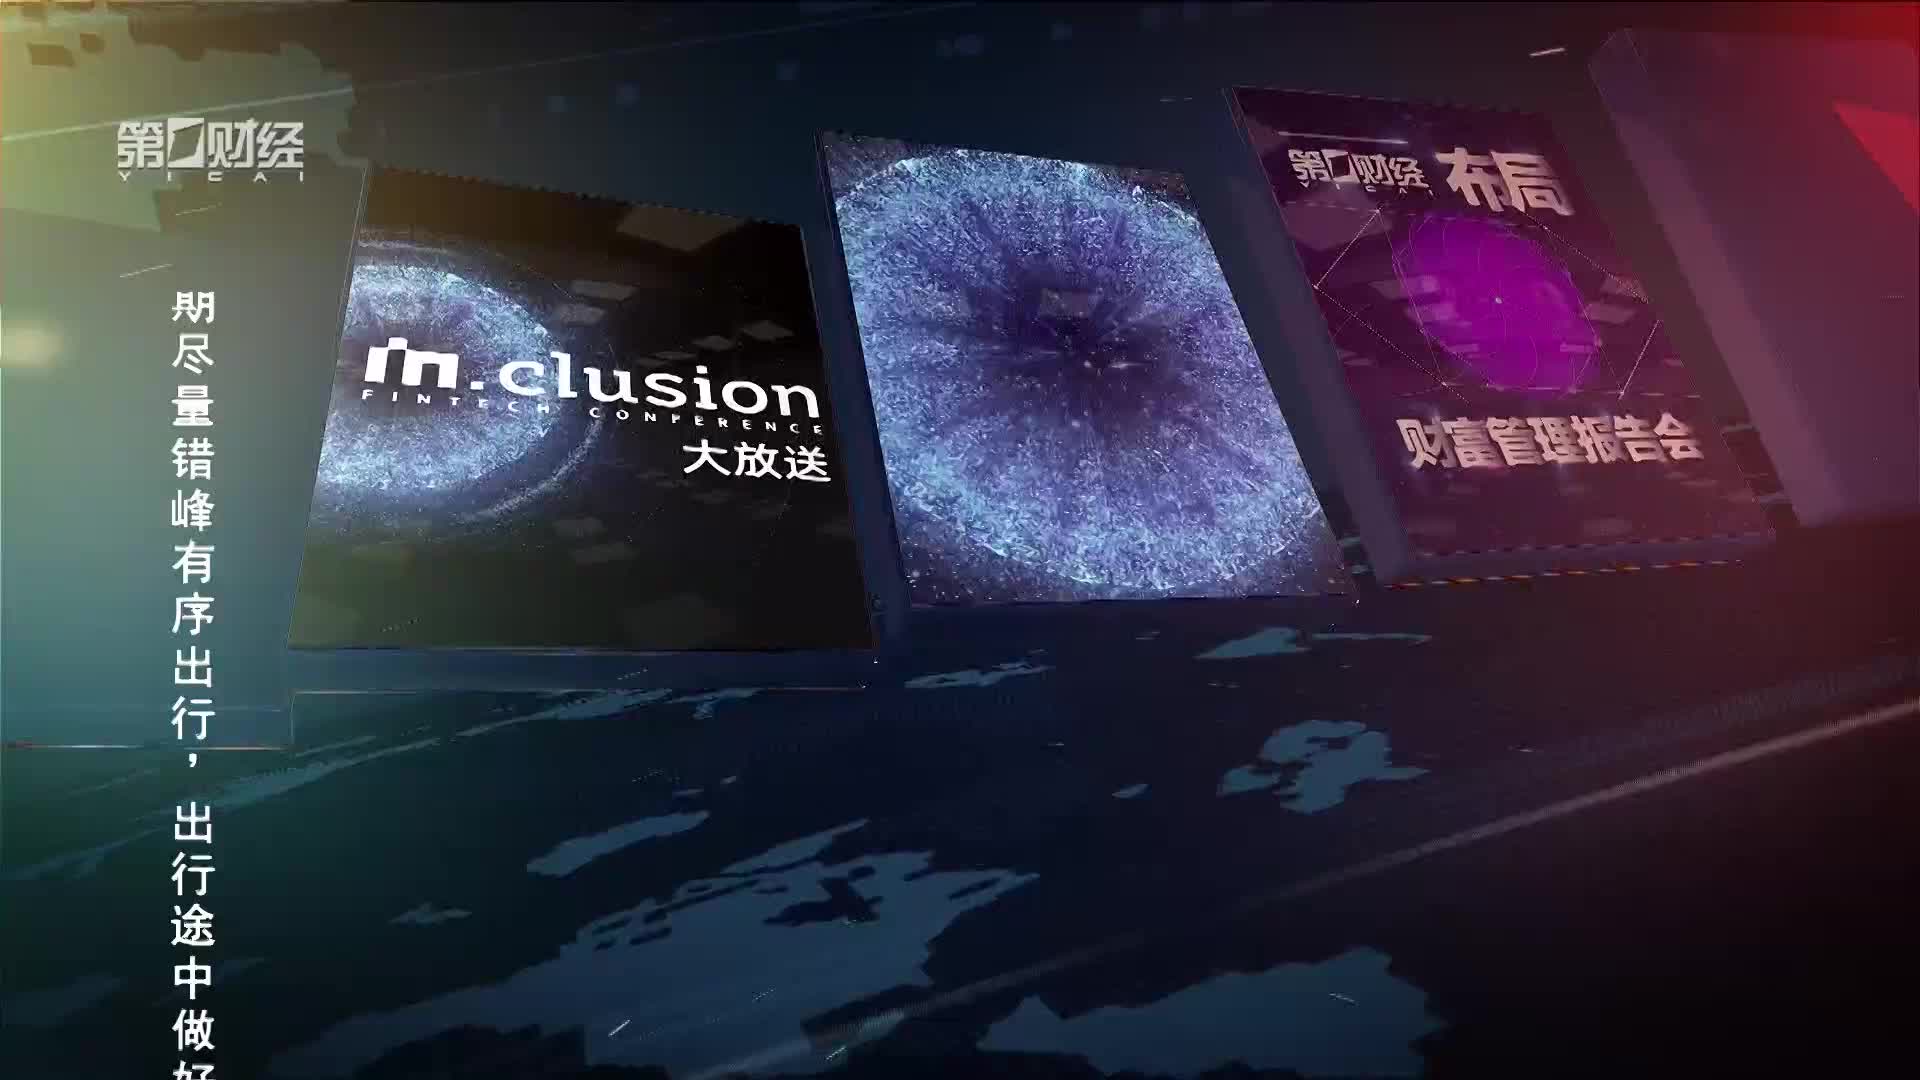 第一财经
YICAI
期尽量错峰有序出行，出行途中做好
in.clusion
FINTECH CONFERENCE
大放送
第一财经 布局
YICAI
财富管理报告会